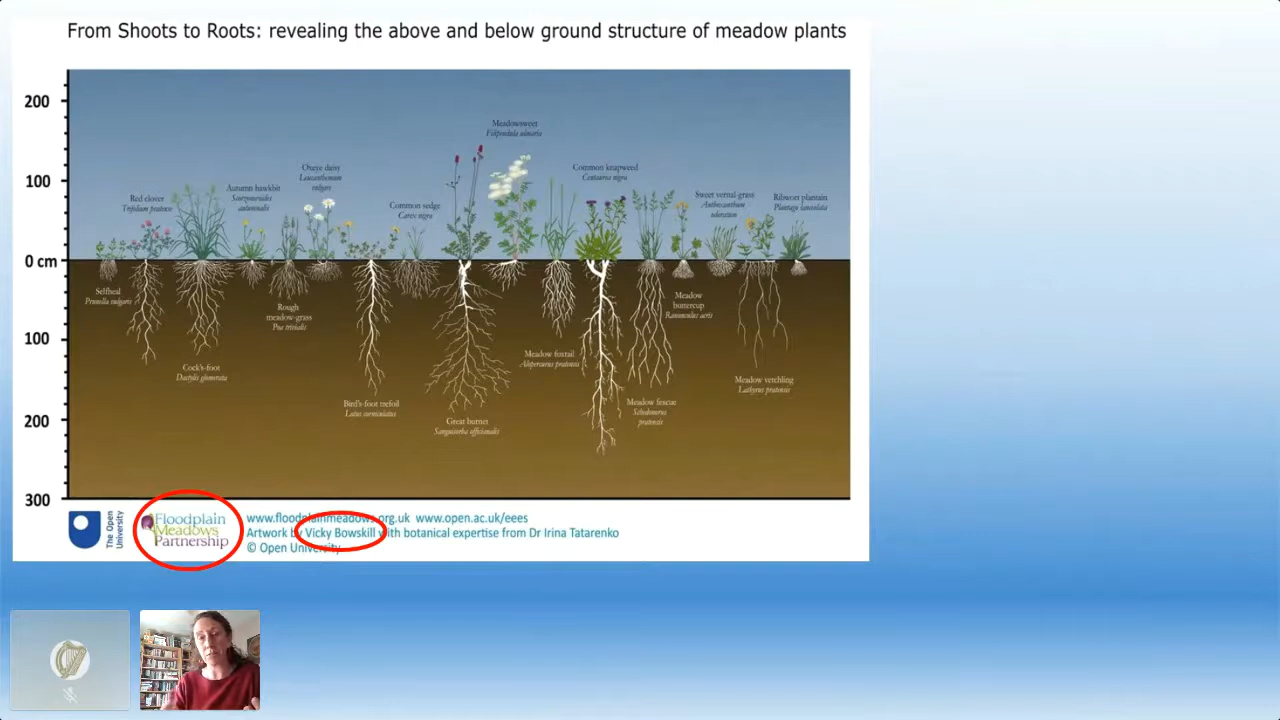 From Shoots to Roots: revealing the above and below ground structure of meadow plants
200
100
0 cm
100
200
300
Red clover
Trifolium pratense
Autumn hawkbit
Scorzoneroides
autumnalis
Oxeye daisy
Leucanthemum
vulgare
Common sedge
Carex nigra
Meadowsweet
Filipendula ulmaria
Common knapweed
Centaurea nigra
Sweet vernal grass
Anthoxanthum
odoratum
Ribwort plantain
Plantago lanceolata
Selfheal
Prunella vulgaris
Cock's-foot
Dactylis glomerata
Rough
meadow-grass
Poa trivialis
Bird's-foot trefoil
Lotus corniculatus
Great burnet
Sanguisorba officinalis
Meadow foxtail
Alopecurus pratensis
Meadow fescue
Schedonorus
pratensis
Meadow
buttercup
Ranunculus acris
Meadow vetchling
Lathyrus pratensis
The Open
University
Floodplain
Meadows
Partnership
www.floodplainmeadows.org.uk www.open.ac.uk/eees
Artwork by Vicky Bowskill with botanical expertise from Dr Irina Tatarenko
© Open University